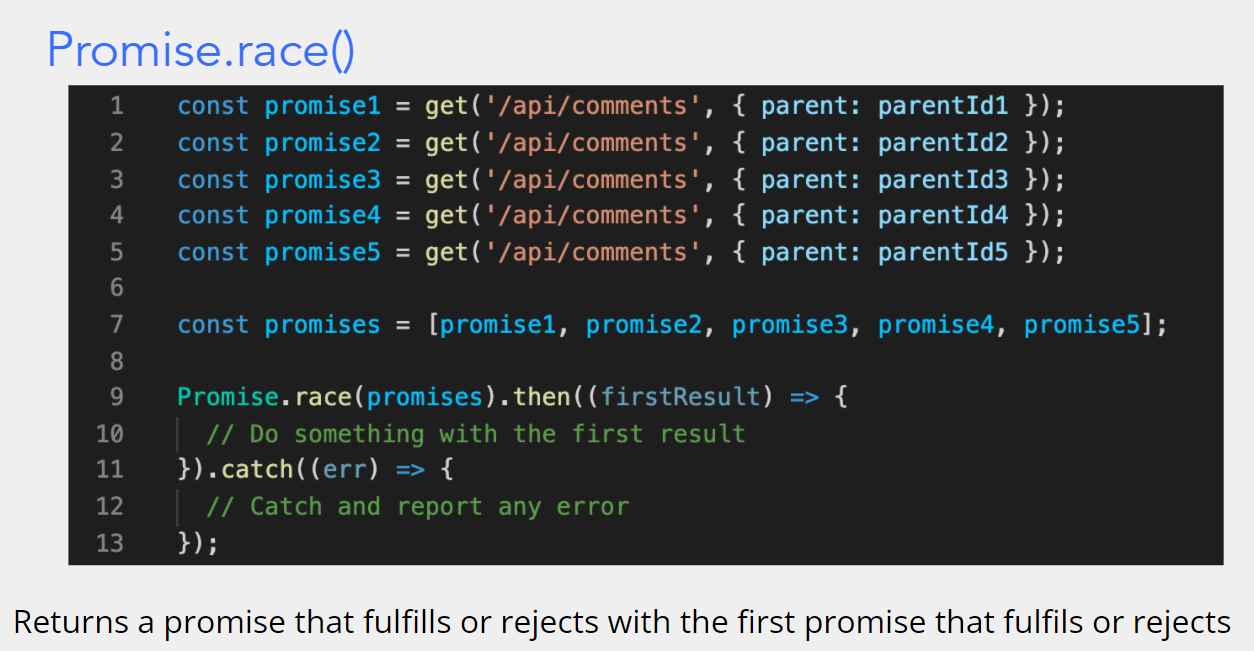 Promise.race()
1 const promise1 = get('/api/comments', { parent: parentId1 });
2 const promise2 = get('/api/comments', { parent: parentId2 });
3 const promise3 = get('/api/comments', { parent: parentId3 });
4 const promise4 = get('/api/comments', { parent: parentId4 });
5 const promise5 = get('/api/comments', { parent: parentId5 });
6
7 const promises = [promise1, promise2, promise3, promise4, promise5];
8
9 Promise.race(promises).then((firstResult) => {
10 // Do something with the first result
11 }).catch((err) => {
12 // Catch and report any error
13 });
Returns a promise that fulfills or rejects with the first promise that fulfils or rejects